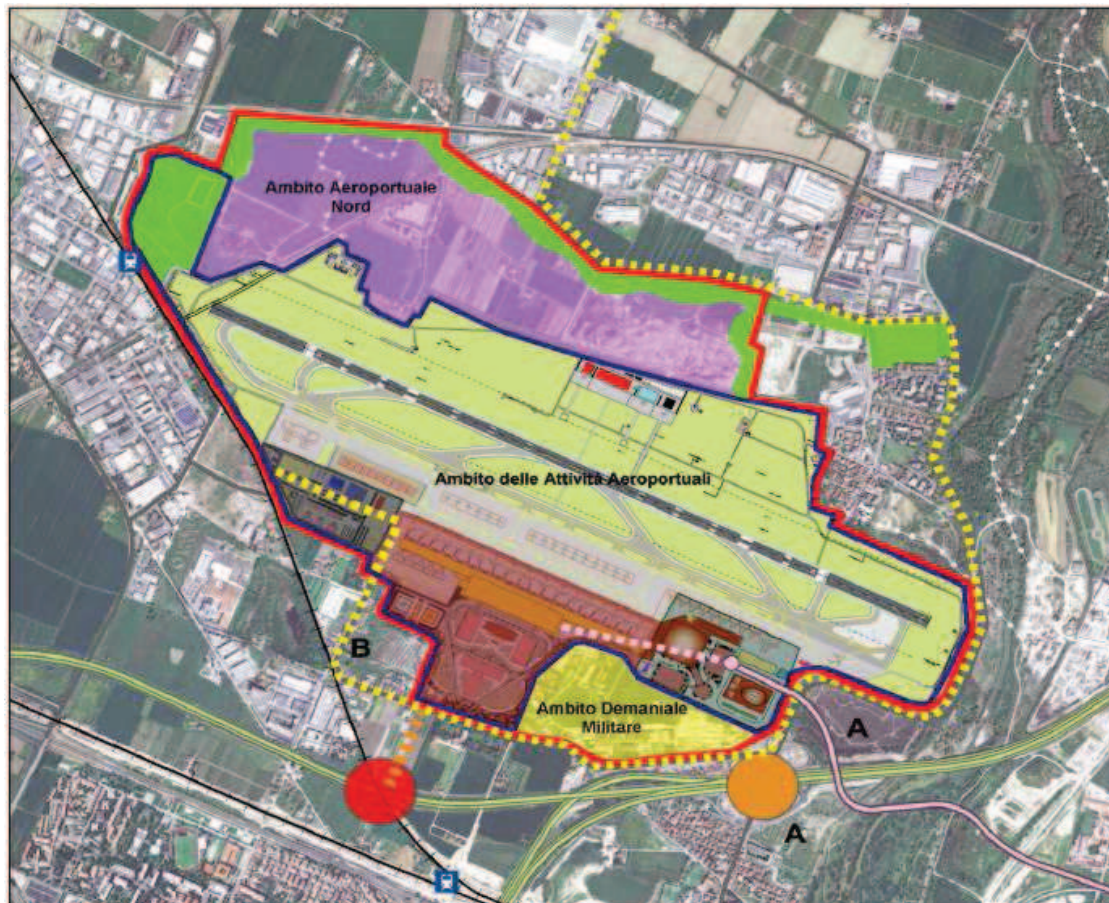 Ambito Aeroportuale
Nord
Ambito delle Attività Aeroportuali
B
Ambito Demaniale
Militare
A
A